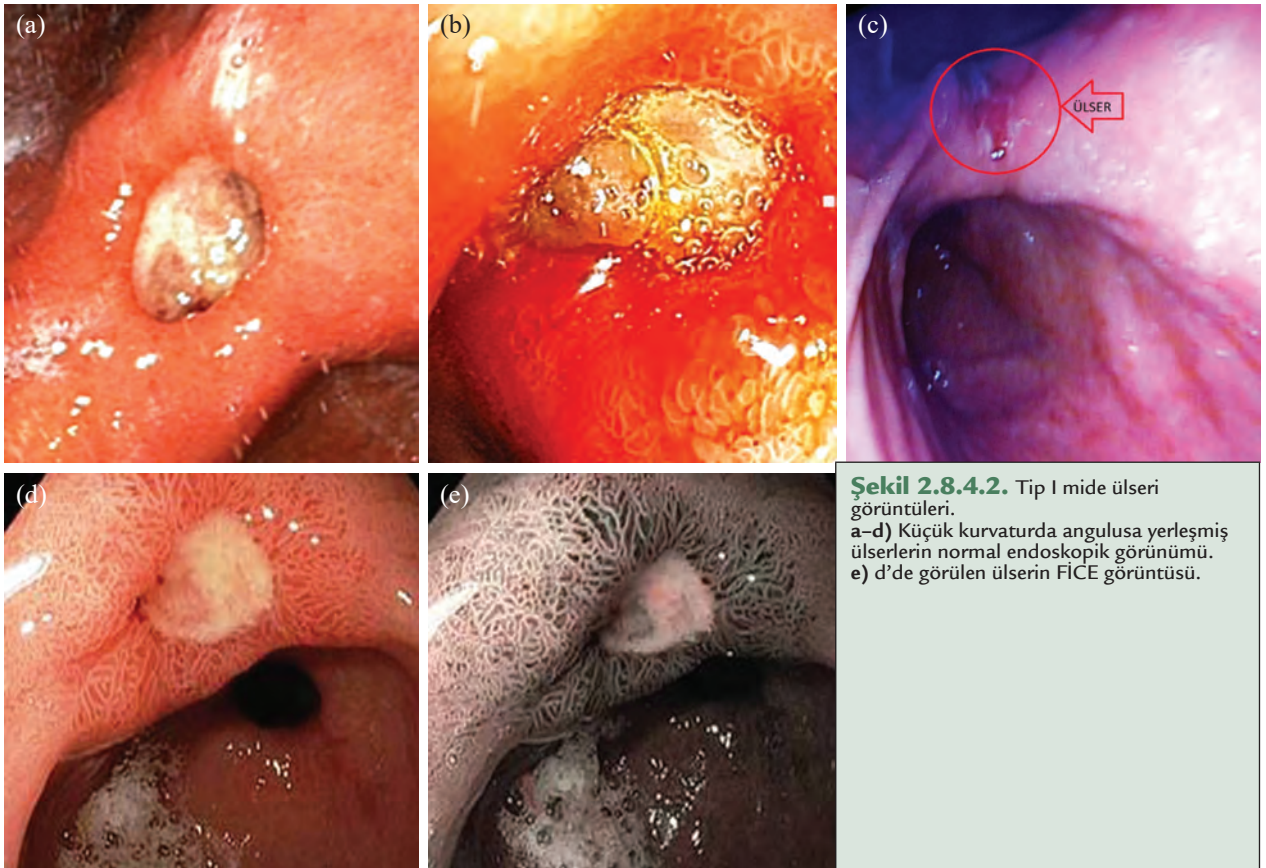 (a)
(b)
(c)
ÜLSER
(d)
(e)
Şekil 2.8.4.2. Tip I mide ülseri
görüntüleri.
a–d) Küçük kurvaturda angulusa yerleşmiş
ülserlerin normal endoskopik görünümü.
e) d’de görülen ülserin FİCE görüntüsü.